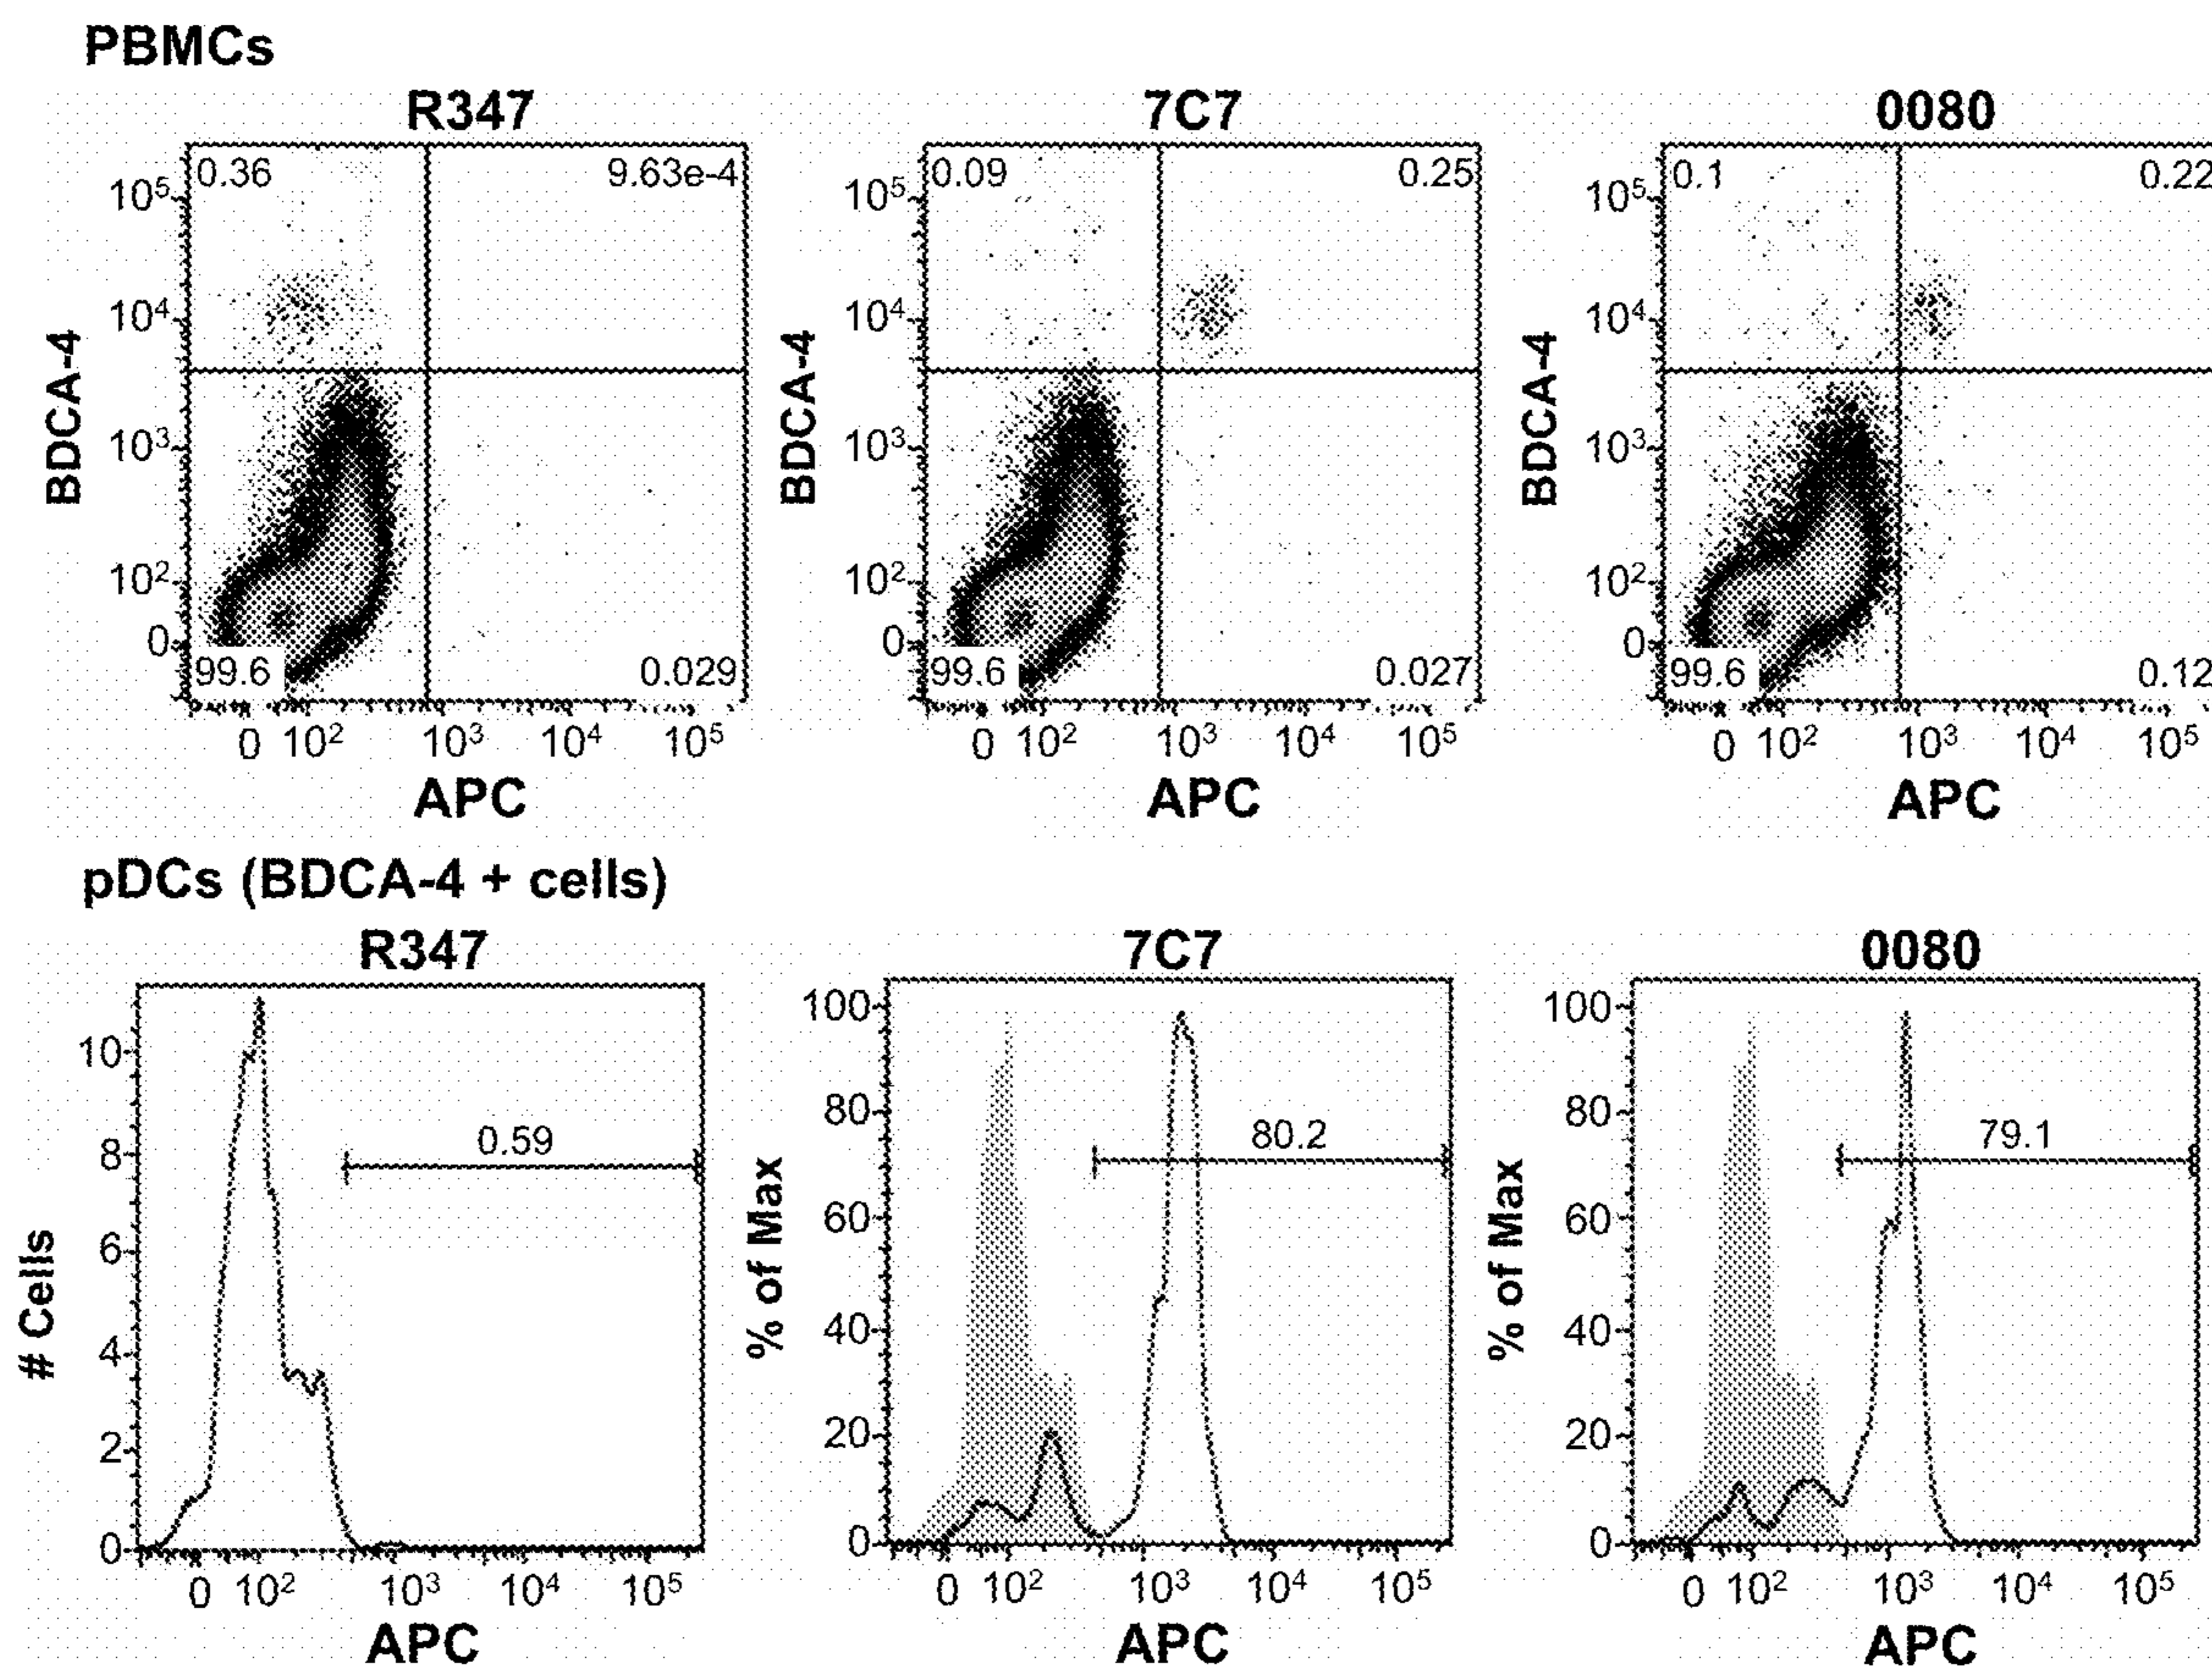 PBMCs
R347 7C7 0080
0.36 9.63e-4 0.09 0.25 0.1 0.22
10⁵ 10⁵ 10⁵
10⁴ 10⁴ 10⁴
BDCA-4 BDCA-4 BDCA-4
10³ 10³ 10³
10² 10² 10²
0 0 0
99.6 0.029 99.6 0.027 99.6 0.12
0 10² 10³ 10⁴ 10⁵ 0 10² 10³ 10⁴ 10⁵ 0 10² 10³ 10⁴ 10⁵
APC APC APC
pDCs (BDCA-4 + cells)
R347 7C7 0080
10 100 100
8 80 80
0.59 80.2 79.1
6 60 60
# Cells % of Max % of Max
4 40 40
2 20 20
0 0 0
0 10² 10³ 10⁴ 10⁵ 0 10² 10³ 10⁴ 10⁵ 0 10² 10³ 10⁴ 10⁵
APC APC APC